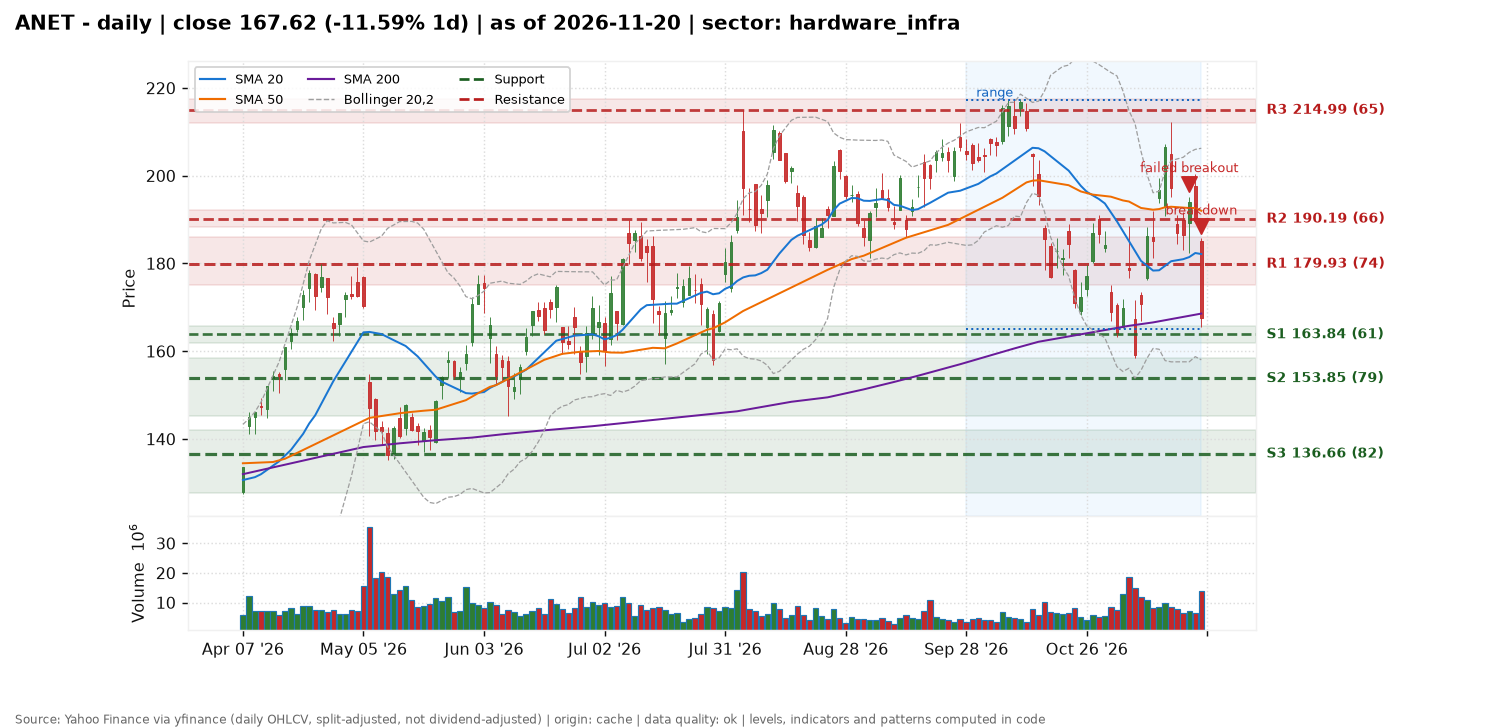 ANET - daily | close 167.62 (-11.59% 1d) | as of 2026-11-20 | sector: hardware_infra
SMA 20
SMA 50
SMA 200
Bollinger 20,2
Support
Resistance
Price
220
200
180
160
140
range
failed breakout
breakdown
R3 214.99 (65)
R2 190.19 (66)
R1 179.93 (74)
S1 163.84 (61)
S2 153.85 (79)
S3 136.66 (82)
Volume 10⁶
30
20
10
Apr 07 '26
May 05 '26
Jun 03 '26
Jul 02 '26
Jul 31 '26
Aug 28 '26
Sep 28 '26
Oct 26 '26
Source: Yahoo Finance via yfinance (daily OHLCV, split-adjusted, not dividend-adjusted) | origin: cache | data quality: ok | levels, indicators and patterns computed in code